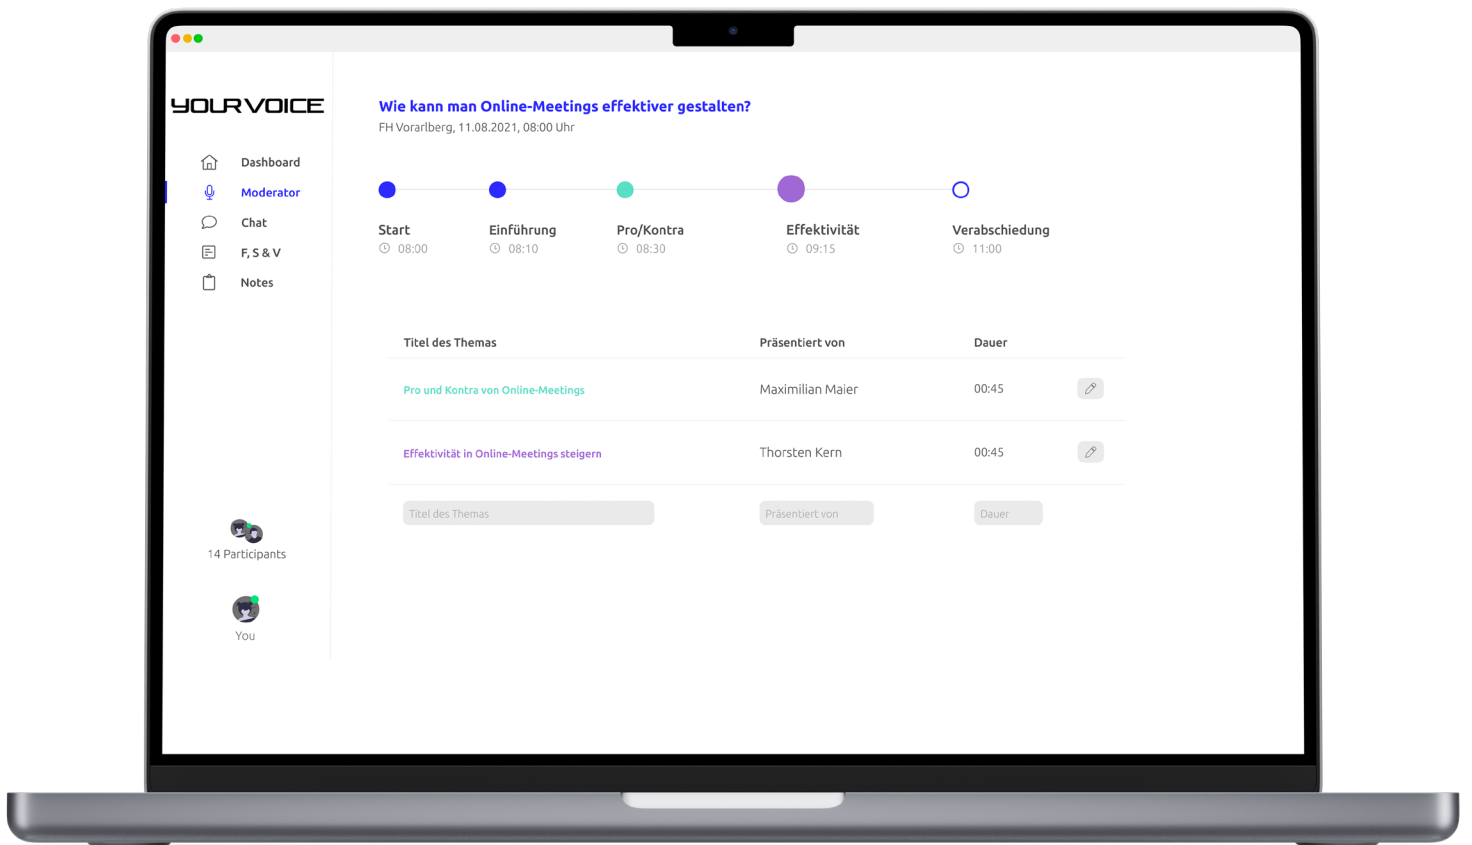 YOURVOICE
Dashboard
Moderator
Chat
F, S & V
Notes
14 Participants
You
Wie kann man Online-Meetings effektiver gestalten?
FH Vorarlberg, 11.08.2021, 08:00 Uhr
Start
08:00
Einführung
08:10
Pro/Kontra
08:30
Effektivität
09:15
Verabschiedung
11:00
Titel des Themas Präsentiert von Dauer
Pro und Kontra von Online-Meetings Maximilian Maier 00:45
Effektivität in Online-Meetings steigern Thorsten Kern 00:45
Titel des Themas Präsentiert von Dauer